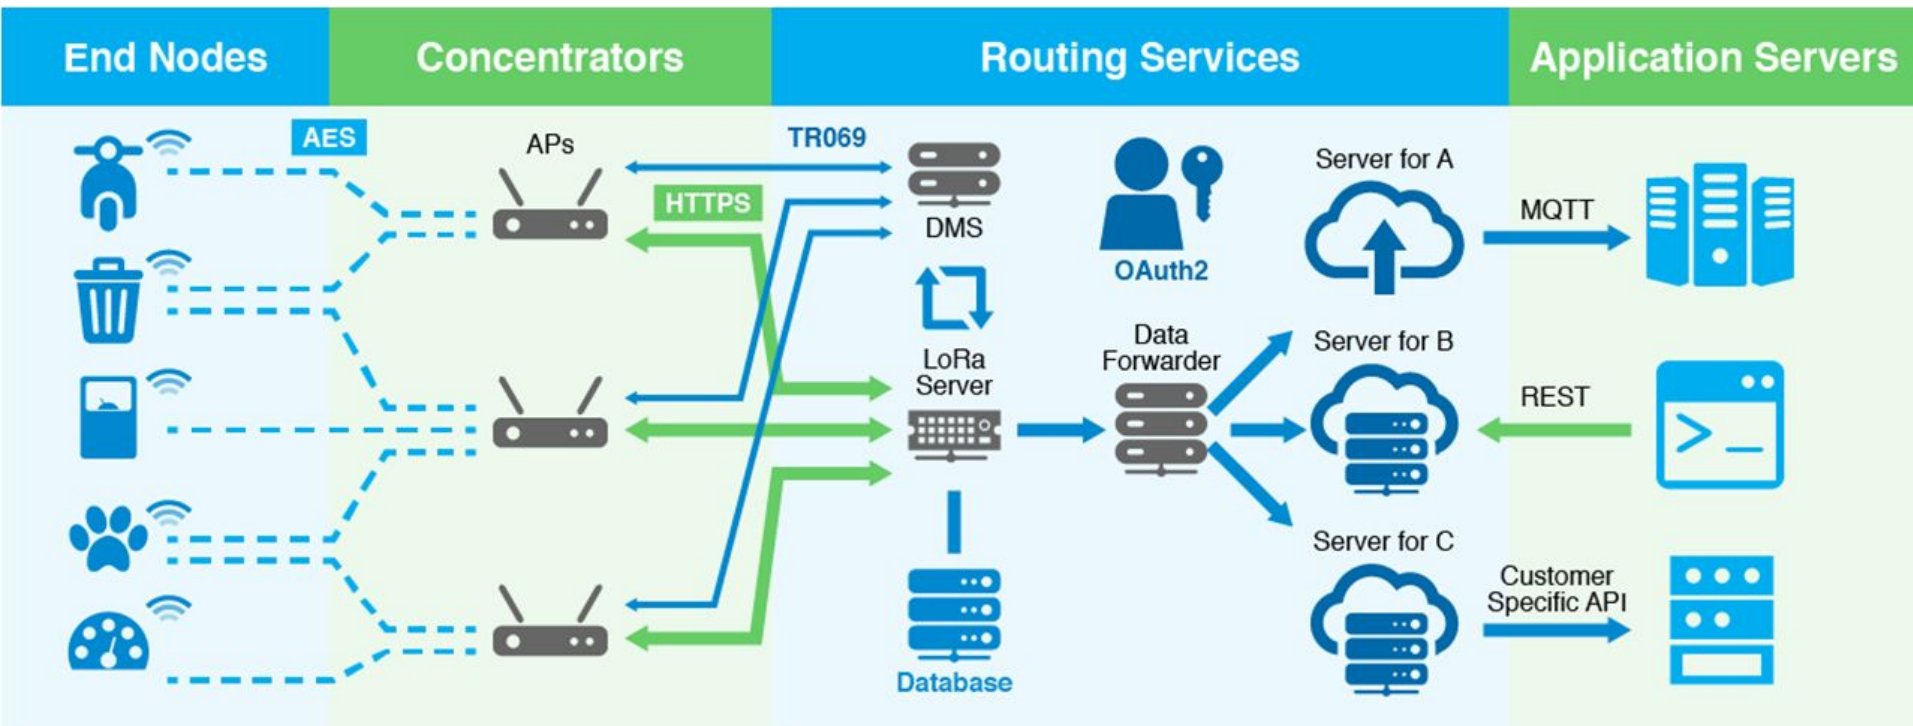 End Nodes
Concentrators
Routing Services
Application Servers
AES
APs
TR069
HTTPS
DMS
OAuth2
Server for A
MQTT
LoRa
Server
Data
Forwarder
Server for B
REST
Server for C
Customer
Specific API
Database